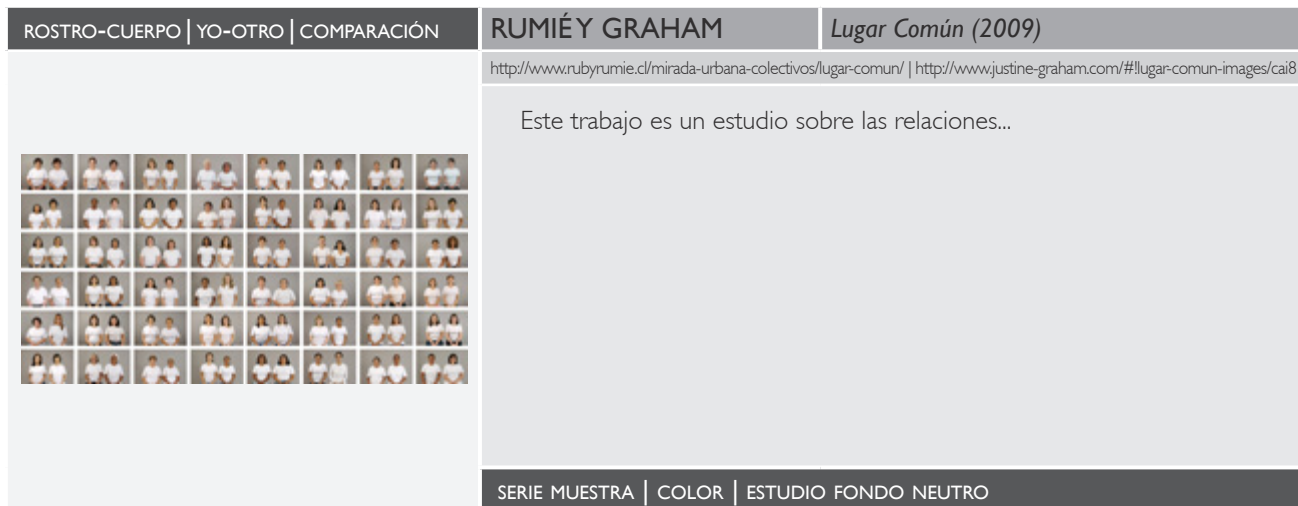 ROSTRO-CUERPO | YO-OTRO | COMPARACIÓN
RUMIÉY GRAHAM
Lugar Común (2009)
http://www.rubyrumie.cl/mirada-urbana-colectivos/lugar-comun/ | http://www.justine-graham.com/#!lugar-comun-images/cai8
Este trabajo es un estudio sobre las relaciones...
SERIE MUESTRA | COLOR | ESTUDIO FONDO NEUTRO